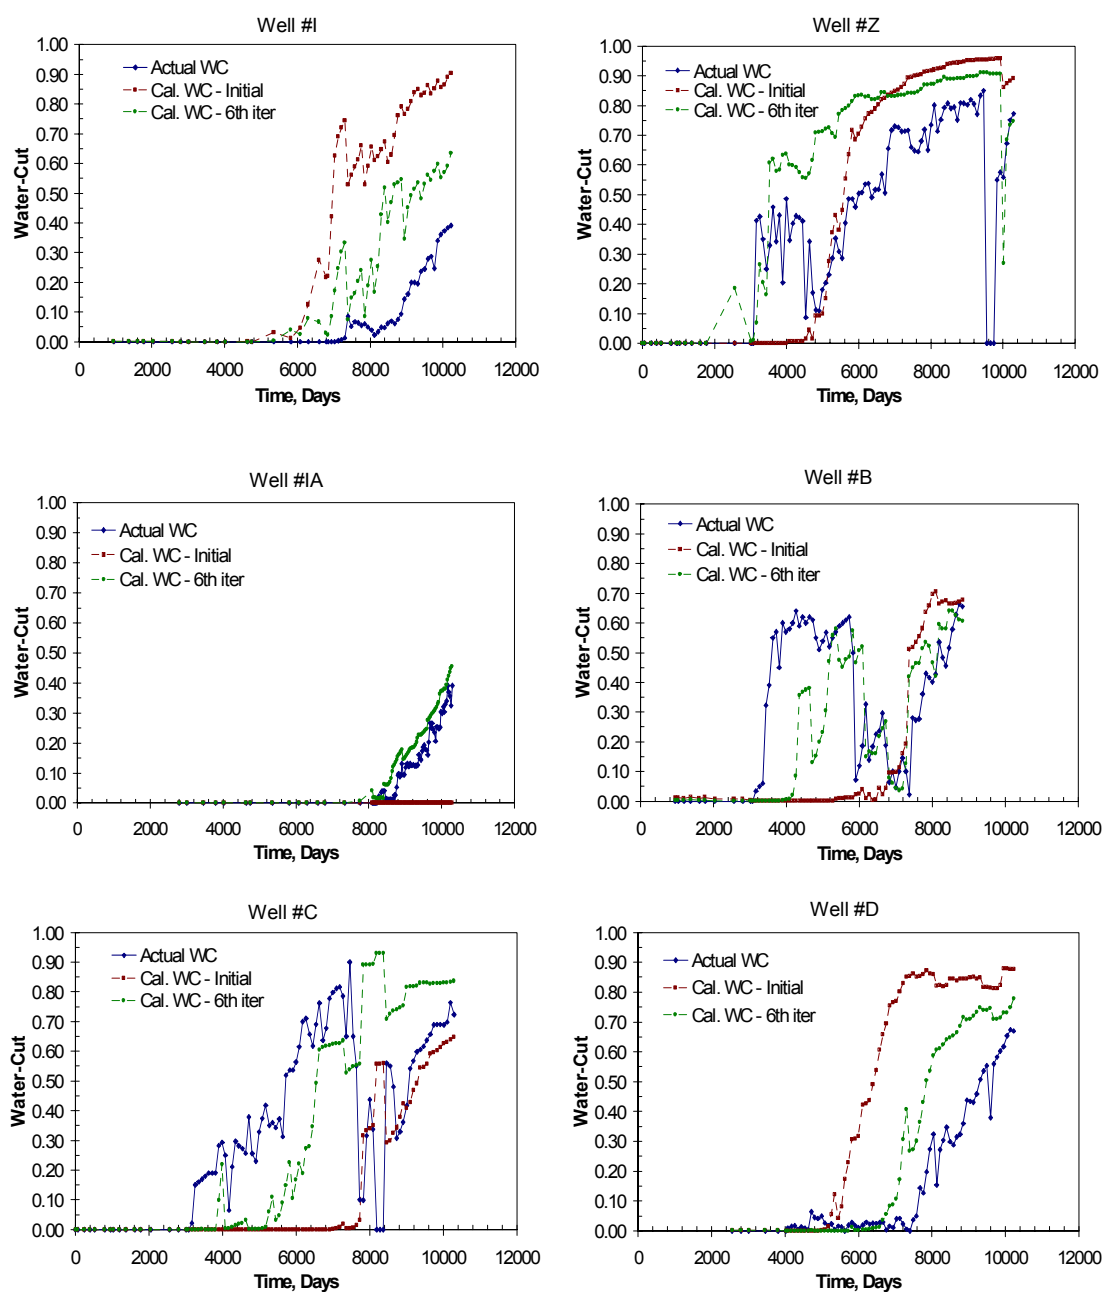 Well #I
1.00
0.90
0.80
0.70
0.60
0.50
0.40
0.30
0.20
0.10
0.00
Water-Cut
Actual WC
Cal. WC - Initial
Cal. WC - 6th iter
0 2000 4000 6000 8000 10000 12000
Time, Days
Well #Z
1.00
0.90
0.80
0.70
0.60
0.50
0.40
0.30
0.20
0.10
0.00
Water-Cut
Actual WC
Cal. WC - Initial
Cal. WC - 6th iter
0 2000 4000 6000 8000 10000 12000
Time, Days
Well #IA
1.00
0.90
0.80
0.70
0.60
0.50
0.40
0.30
0.20
0.10
0.00
Water-Cut
Actual WC
Cal. WC - Initial
Cal. WC - 6th iter
0 2000 4000 6000 8000 10000 12000
Time, Days
Well #B
1.00
0.90
0.80
0.70
0.60
0.50
0.40
0.30
0.20
0.10
0.00
Water-Cut
Actual WC
Cal. WC - Initial
Cal. WC - 6th iter
0 2000 4000 6000 8000 10000 12000
Time, Days
Well #C
1.00
0.90
0.80
0.70
0.60
0.50
0.40
0.30
0.20
0.10
0.00
Water-Cut
Actual WC
Cal. WC - Initial
Cal. WC - 6th iter
0 2000 4000 6000 8000 10000 12000
Time, Days
Well #D
1.00
0.90
0.80
0.70
0.60
0.50
0.40
0.30
0.20
0.10
0.00
Water-Cut
Actual WC
Cal. WC - Initial
Cal. WC - 6th iter
0 2000 4000 6000 8000 10000 12000
Time, Days